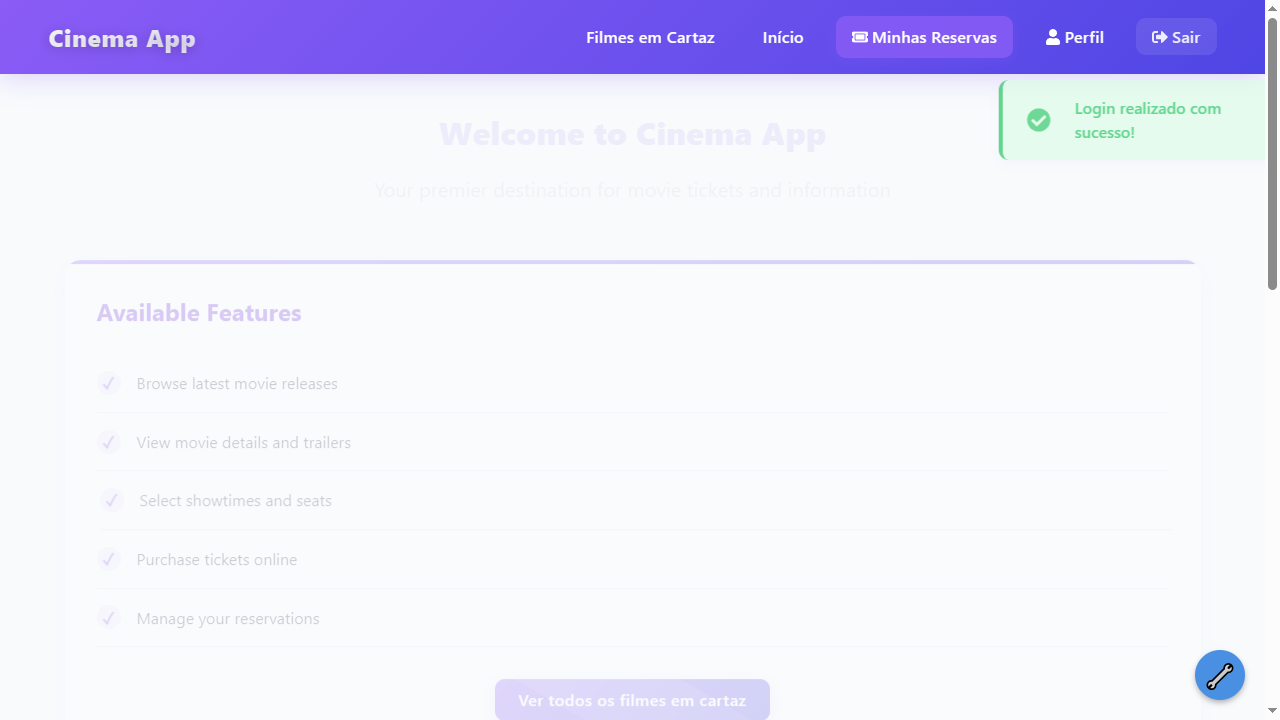 Cinema App
Filmes em Cartaz
Início
Minhas Reservas
Perfil
Sair
Login realizado com
sucesso!
Welcome to Cinema App
Your premier destination for movie tickets and information
Available Features
Browse latest movie releases
View movie details and trailers
Select showtimes and seats
Purchase tickets online
Manage your reservations
Ver todos os filmes em cartaz